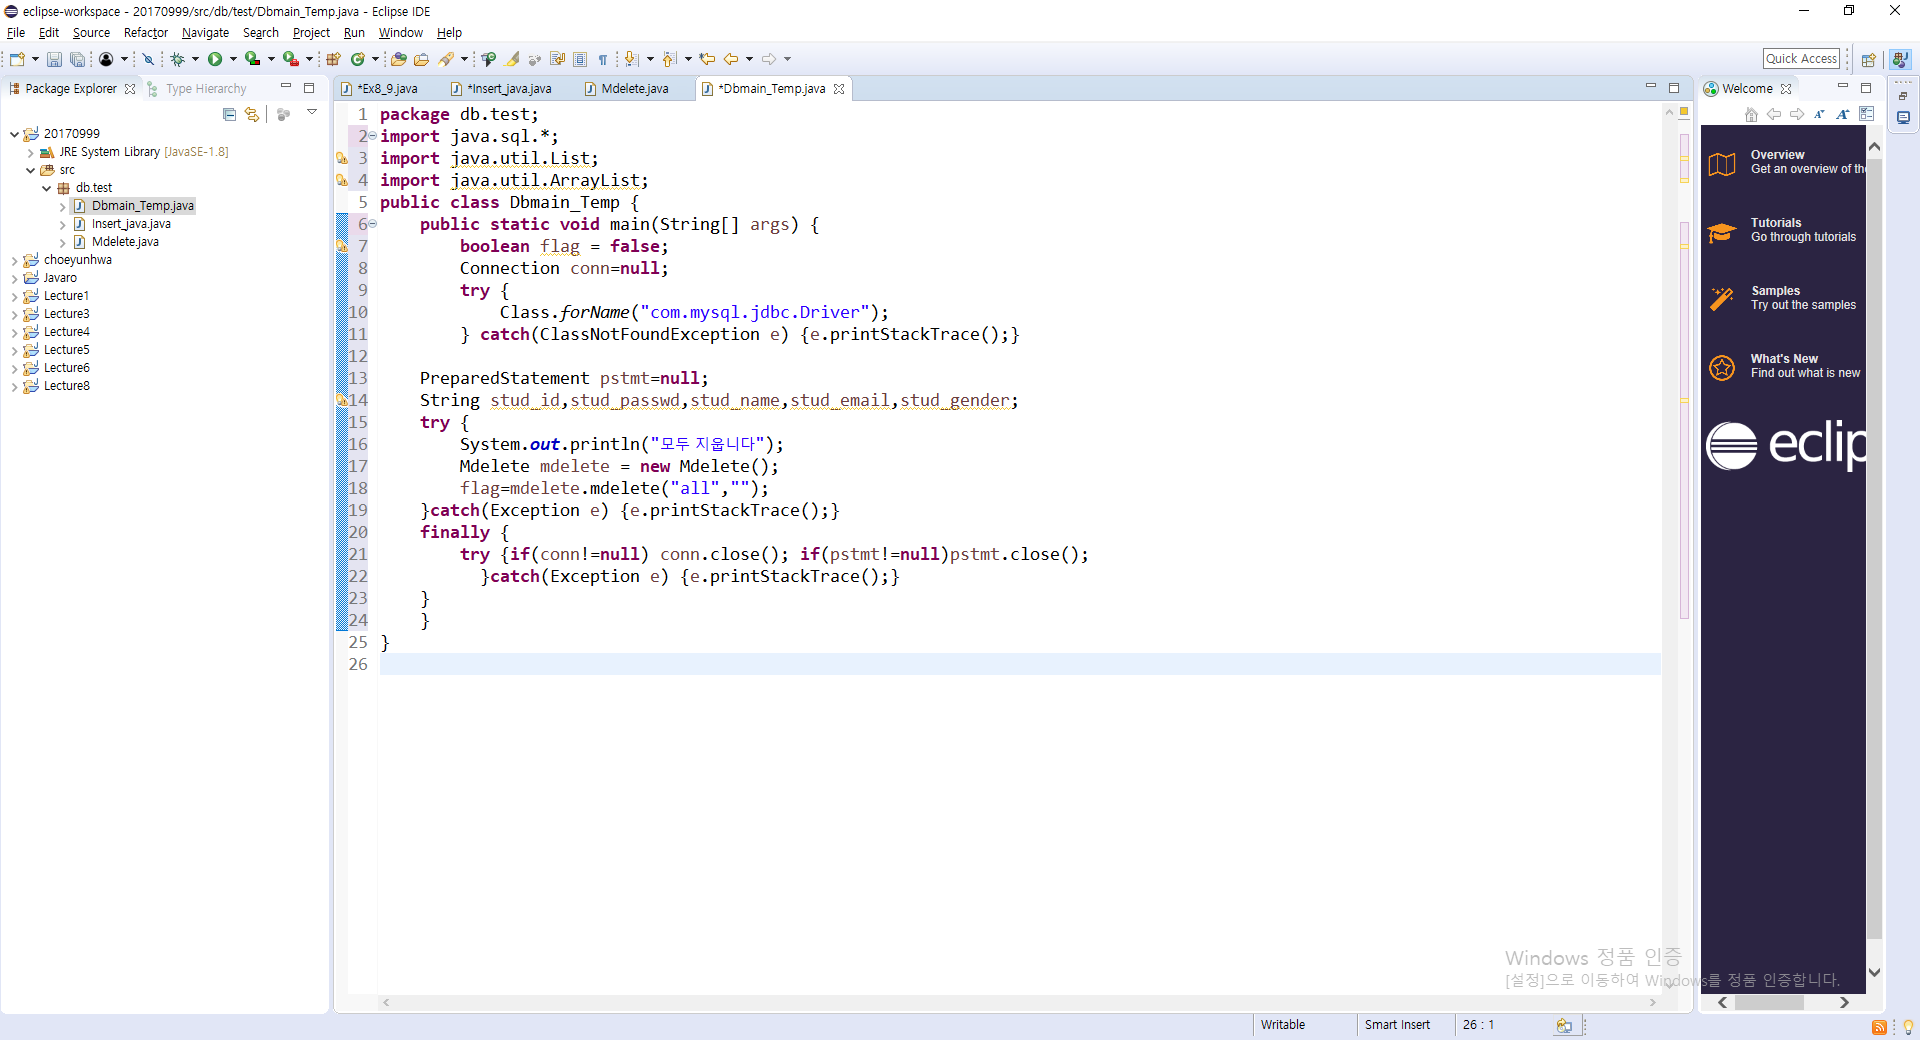 eclipse-workspace - 20170999/src/db/test/Dbmain_Temp.java - Eclipse IDE
File Edit Source Refactor Navigate Search Project Run Window Help
Quick Access
Package Explorer
Type Hierarchy
*Ex8_9.java
*Insert_java.java
Mdelete.java
*Dbmain_Temp.java
Welcome
20170999
JRE System Library [JavaSE-1.8]
src
db.test
Dbmain_Temp.java
Insert_java.java
Mdelete.java
choeyunhwa
Javaro
Lecture1
Lecture3
Lecture4
Lecture5
Lecture6
Lecture8
1 package db.test;
2 import java.sql.*;
3 import java.util.List;
4 import java.util.ArrayList;
5 public class Dbmain_Temp {
6 public static void main(String[] args) {
7 boolean flag = false;
8 Connection conn=null;
9 try {
10 Class.forName("com.mysql.jdbc.Driver");
11 } catch(ClassNotFoundException e) {e.printStackTrace();}
12
13 PreparedStatement pstmt=null;
14 String stud_id,stud_passwd,stud_name,stud_email,stud_gender;
15 try {
16 System.out.println("모두 지웁니다");
17 Mdelete mdelete = new Mdelete();
18 flag=mdelete.mdelete("all","");
19 }catch(Exception e) {e.printStackTrace();}
20 finally {
21 try {if(conn!=null) conn.close(); if(pstmt!=null)pstmt.close();
22 }catch(Exception e) {e.printStackTrace();}
23 }
24 }
25 }
26
Overview
Get an overview of the
Tutorials
Go through tutorials
Samples
Try out the samples
What's New
Find out what is new
eclip
Windows 정품 인증
[설정]으로 이동하여 Windows를 정품 인증합니다.
Writable
Smart Insert
26 : 1